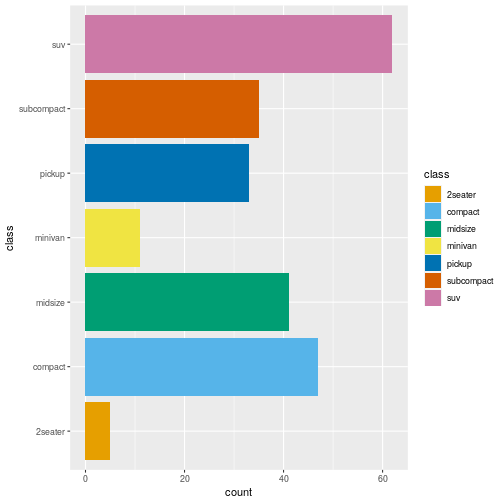 suv
subcompact
pickup
minivan
midsize
compact
2seater
class
0
20
40
60
count
class
2seater
compact
midsize
minivan
pickup
subcompact
suv